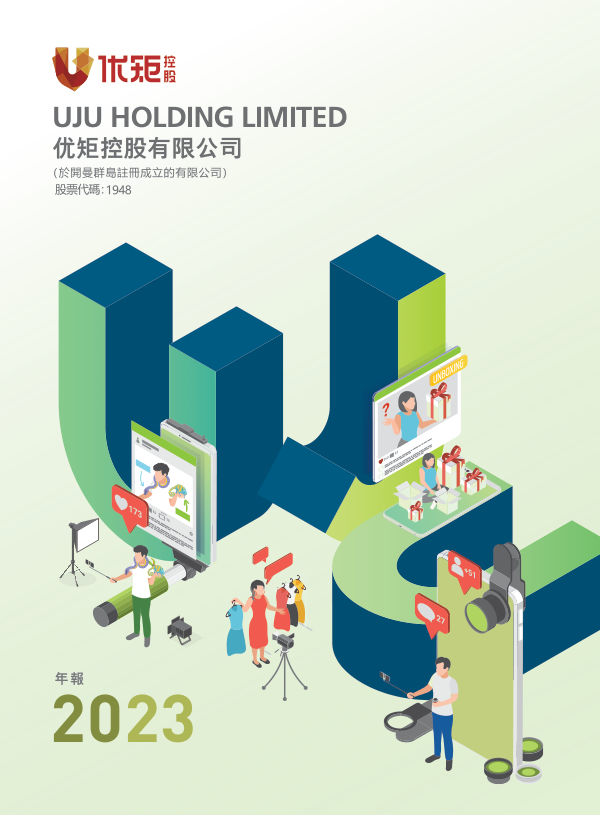 优矩控股
UJU HOLDING LIMITED
优矩控股有限公司
(於開曼群島註冊成立的有限公司)
股票代碼: 1948
UNBOXING
?
173
+51
27
年報
2023